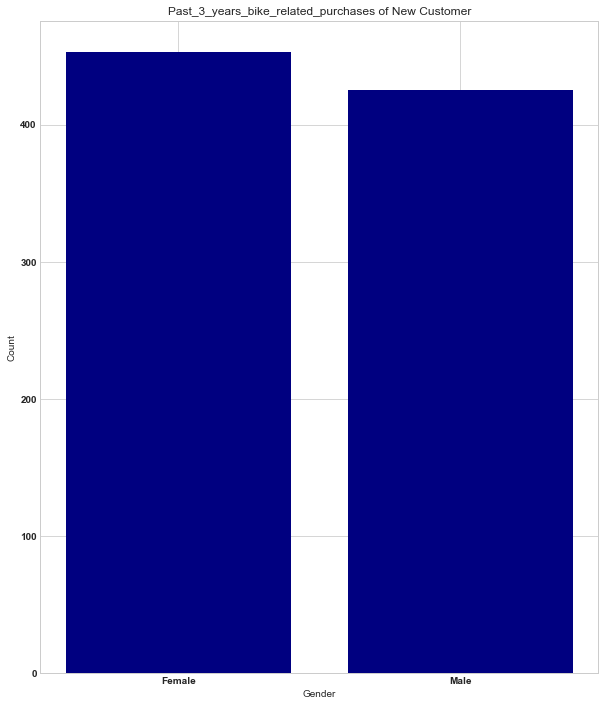 Past_3_years_bike_related_purchases of New Customer
400
300
200
100
0
Count
Female Male
Gender